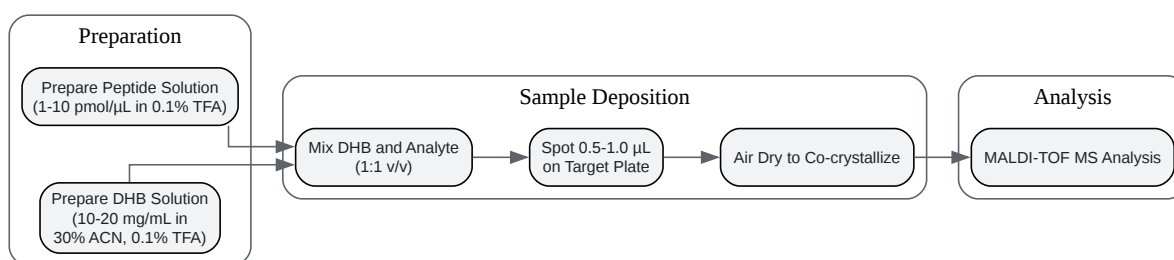 Preparation
Prepare Peptide Solution
(1-10 pmol/µL in 0.1% TFA)
Prepare DHB Solution
(10-20 mg/mL in
30% ACN, 0.1% TFA)
Sample Deposition
Mix DHB and Analyte
(1:1 v/v)
Spot 0.5-1.0 µL
on Target Plate
Air Dry to Co-crystallize
Analysis
MALDI-TOF MS Analysis